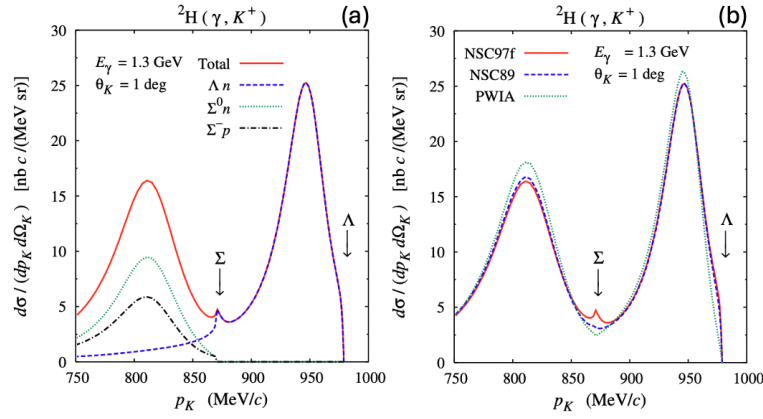 ²H(γ, K⁺) (a)
E_γ = 1.3 GeV
θ_K = 1 deg
Total
Λ n
Σ⁰n
Σ⁻p
Σ
Λ
30
25
20
15
10
5
0
750 800 850 900 950 1000
p_K (MeV/c)
dσ / (dp_K dΩ_K) [nb c /(MeV sr)]
²H(γ, K⁺) (b)
NSC97f
NSC89
PWIA
E_γ = 1.3 GeV
θ_K = 1 deg
Σ
Λ
30
25
20
15
10
5
0
750 800 850 900 950 1000
p_K (MeV/c)
dσ / (dp_K dΩ_K) [nb c /(MeV sr)]